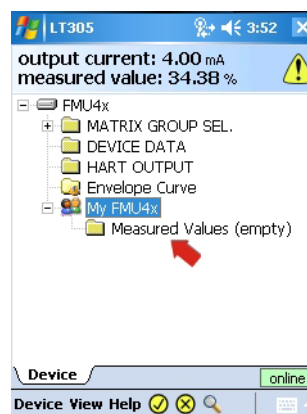 LT305 3:52
output current: 4.00 mA
measured value: 34.38 %
FMU4x
MATRIX GROUP SEL.
DEVICE DATA
HART OUTPUT
Envelope Curve
My FMU4x
Measured Values (empty)
Device
online
Device View Help